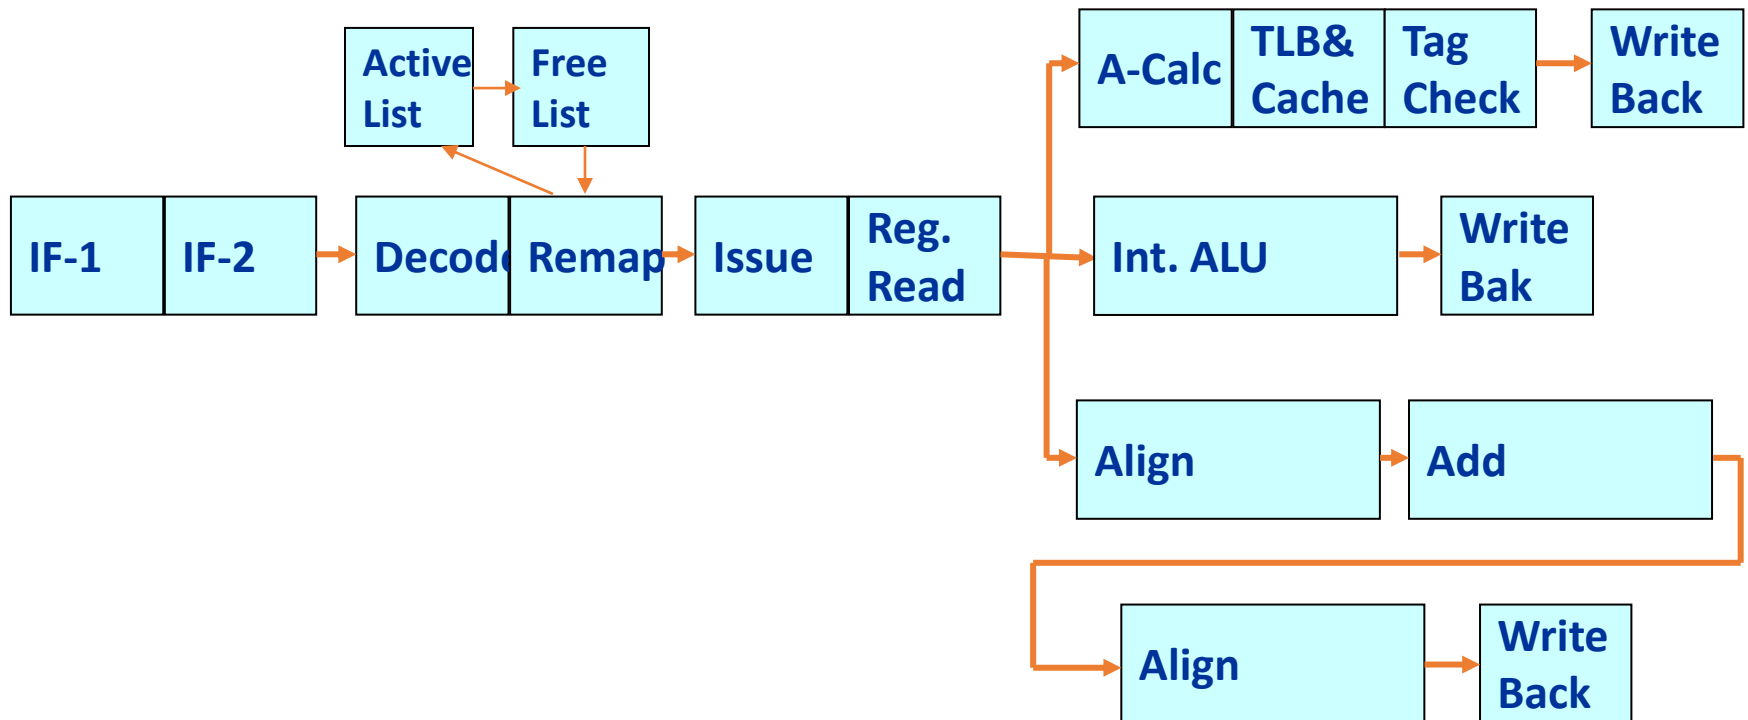 Active
List
Free
List
A-Calc
TLB&
Cache
Tag
Check
Write
Back
IF-1
IF-2
Decode
Remap
Issue
Reg.
Read
Int. ALU
Write
Bak
Align
Add
Align
Write
Back